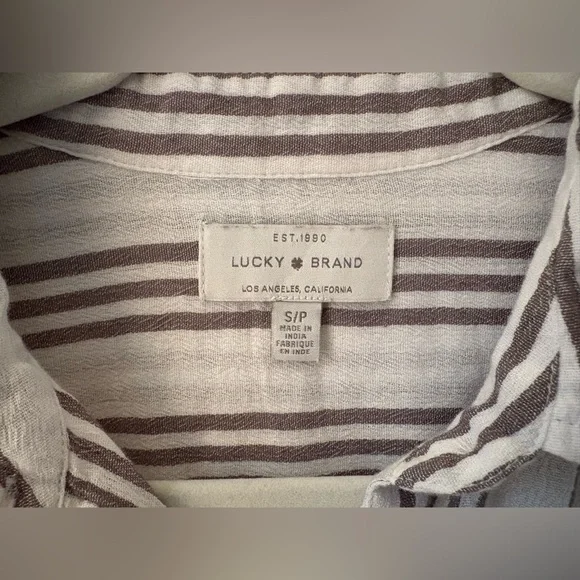 EST.1990
LUCKY BRAND
LOS ANGELES, CALIFORNIA
S/P
MADE IN
INDIA
FABRIQUE
EN INDE